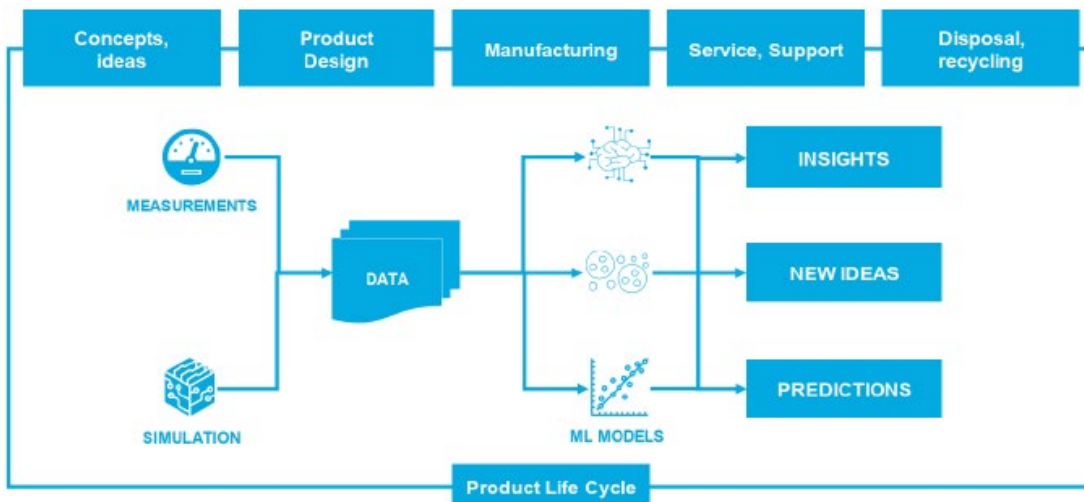 Concepts,
ideas
Product
Design
Manufacturing
Service, Support
Disposal,
recycling
MEASUREMENTS
SIMULATION
DATA
ML MODELS
INSIGHTS
NEW IDEAS
PREDICTIONS
Product Life Cycle